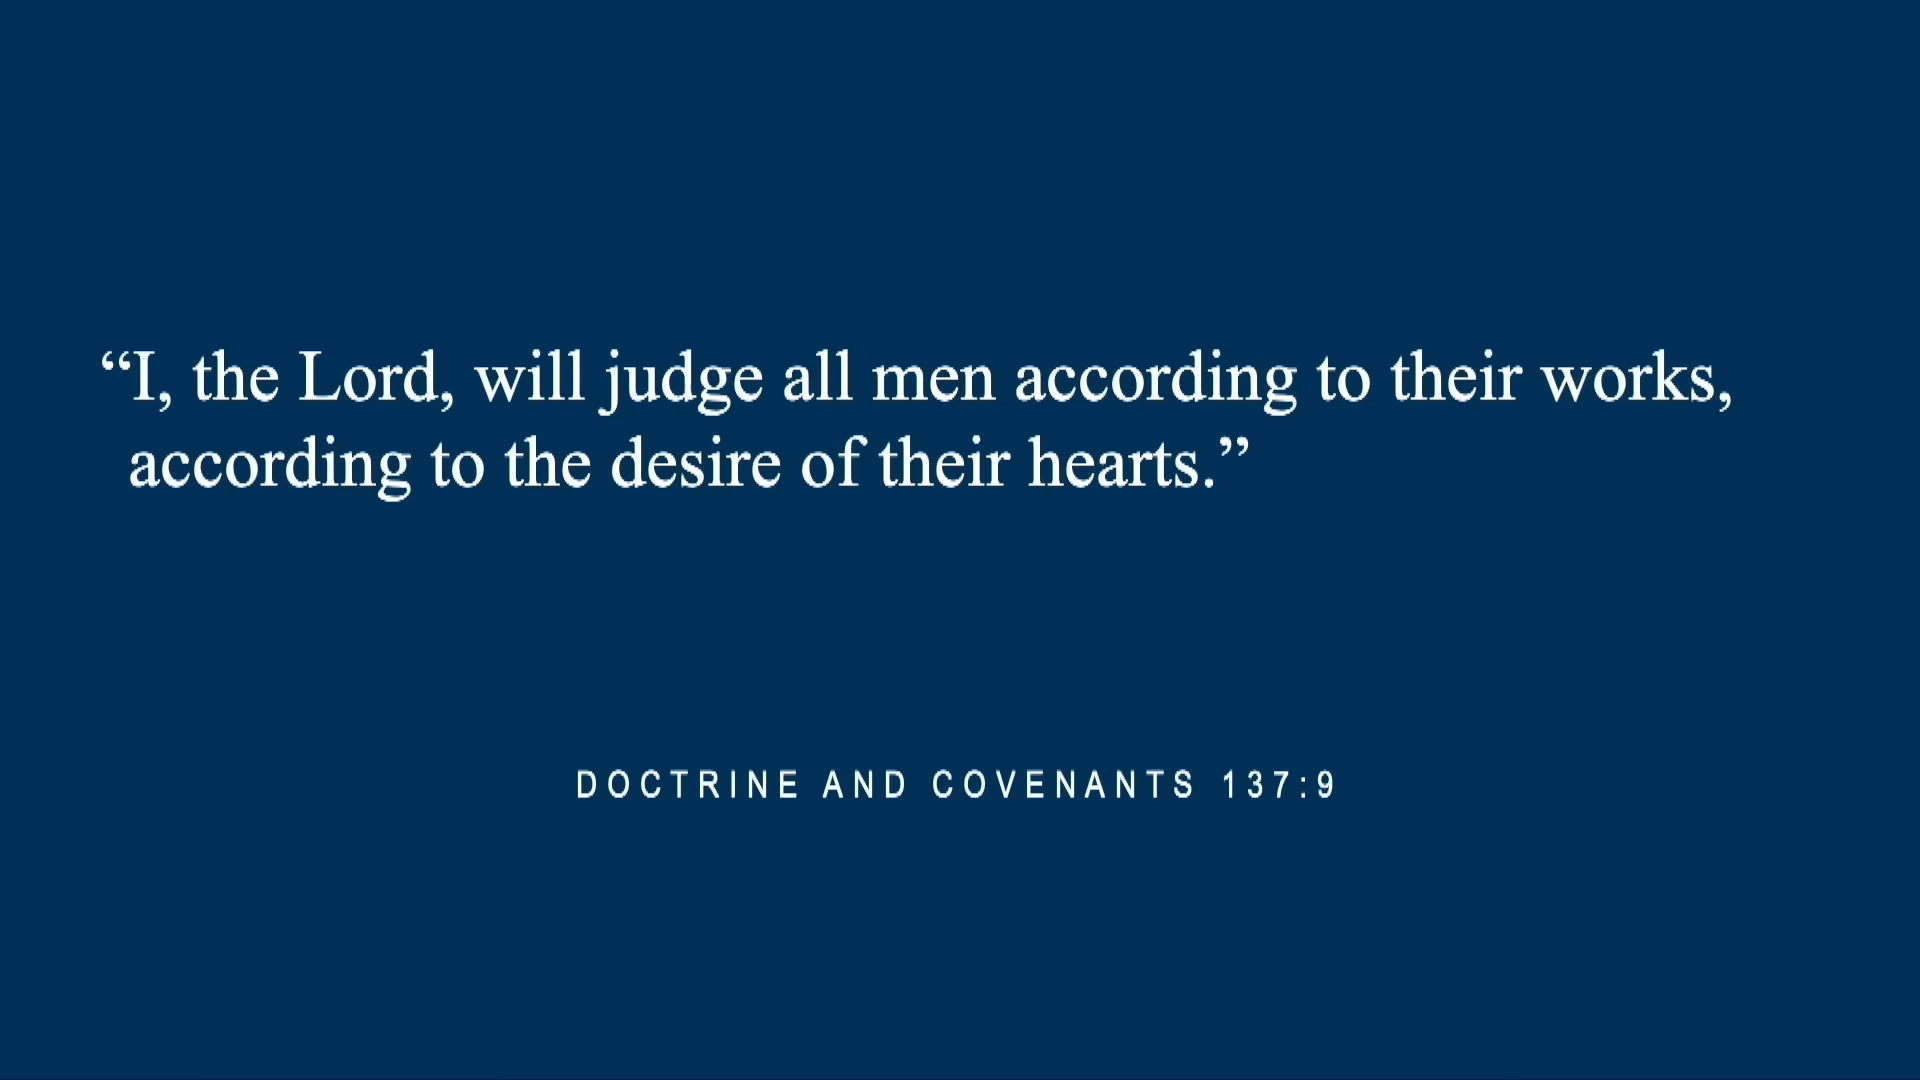 “I, the Lord, will judge all men according to their works,
according to the desire of their hearts.”
DOCTRINE AND COVENANTS 137:9